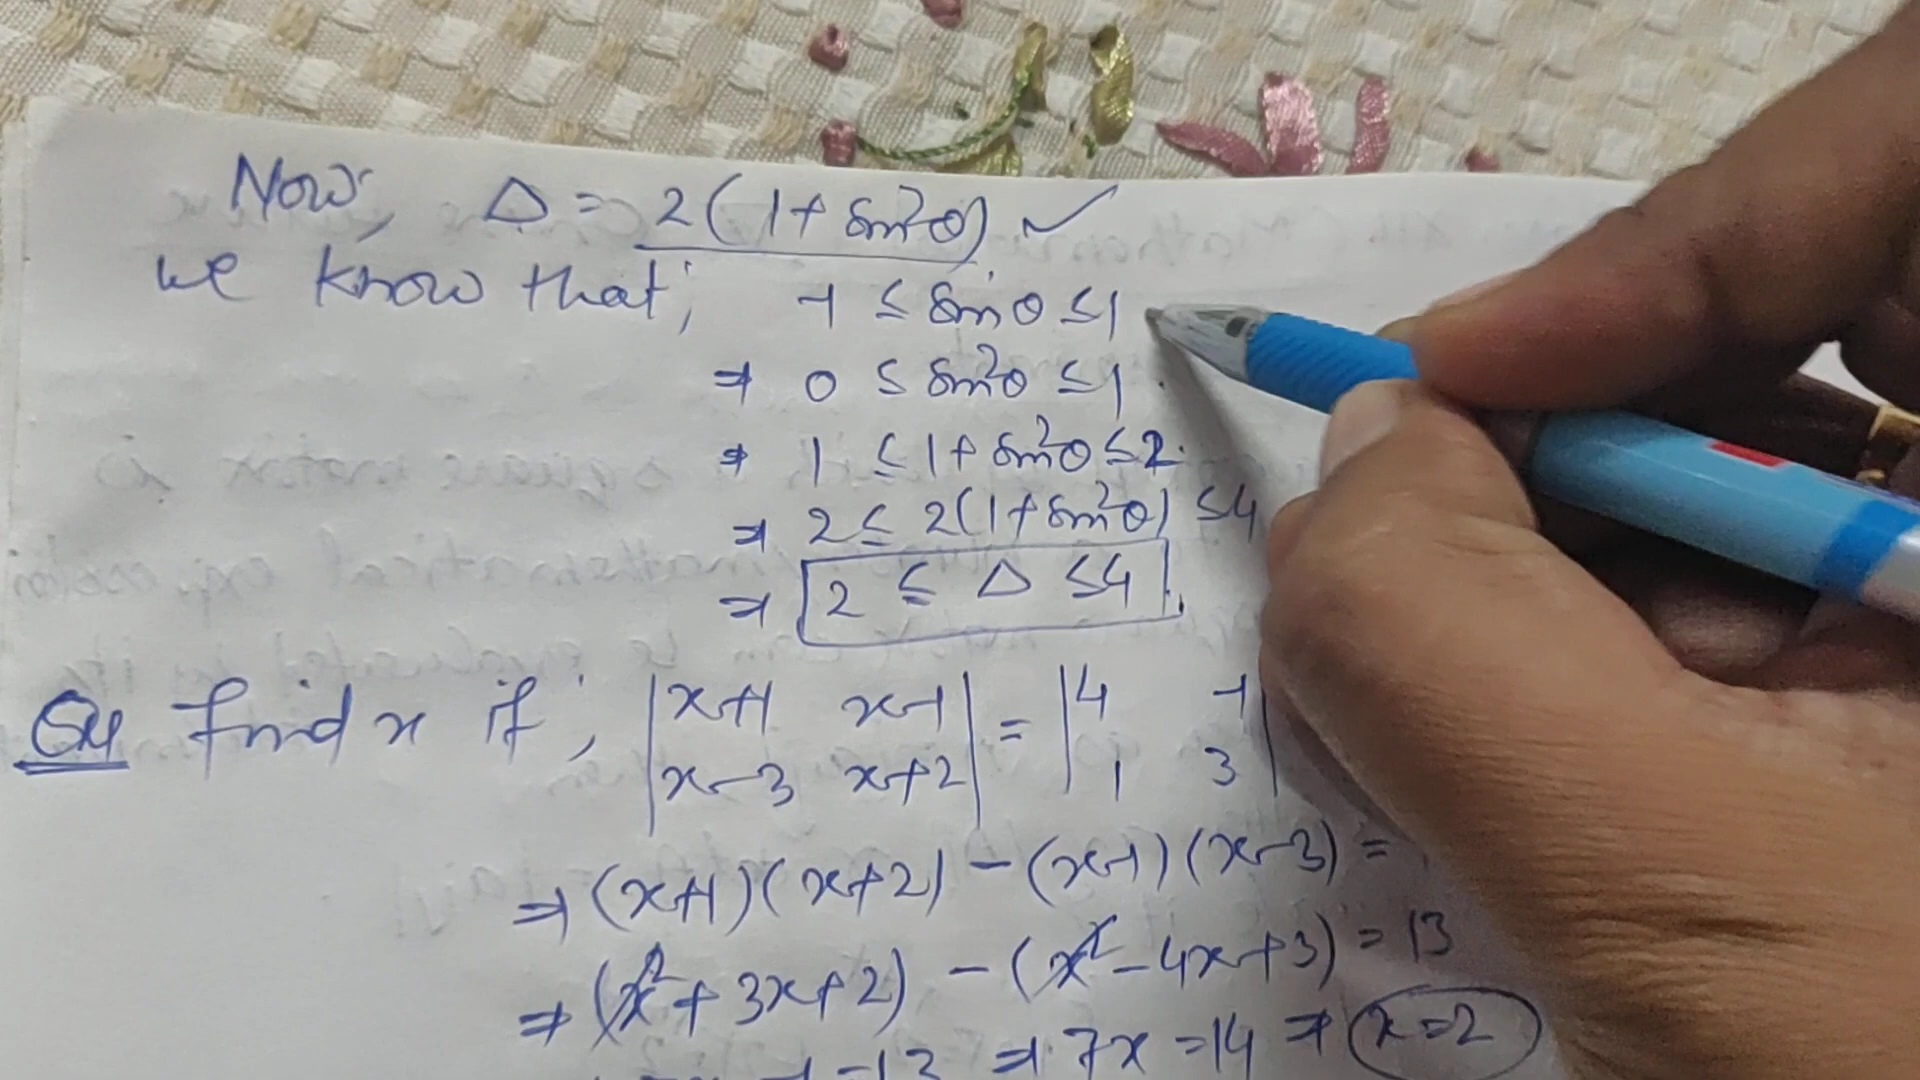 Now, Δ = 2(1+sin²θ) ✓
we know that; -1 ≤ sinθ ≤ 1
⇒ 0 ≤ sin²θ ≤ 1
⇒ 1 ≤ 1+sin²θ ≤ 2
⇒ 2 ≤ 2(1+sin²θ) ≤ 4
⇒ 2 ≤ Δ ≤ 4
find x if; |x+1 x-1| = |4 -1|
|x-3 x+2| |1 3|
⇒ (x+1)(x+2) - (x-1)(x-3) =
⇒ (x²+3x+2) - (x²-4x+3) = 13
-1 = 13 ⇒ 7x = 14 ⇒ x=2